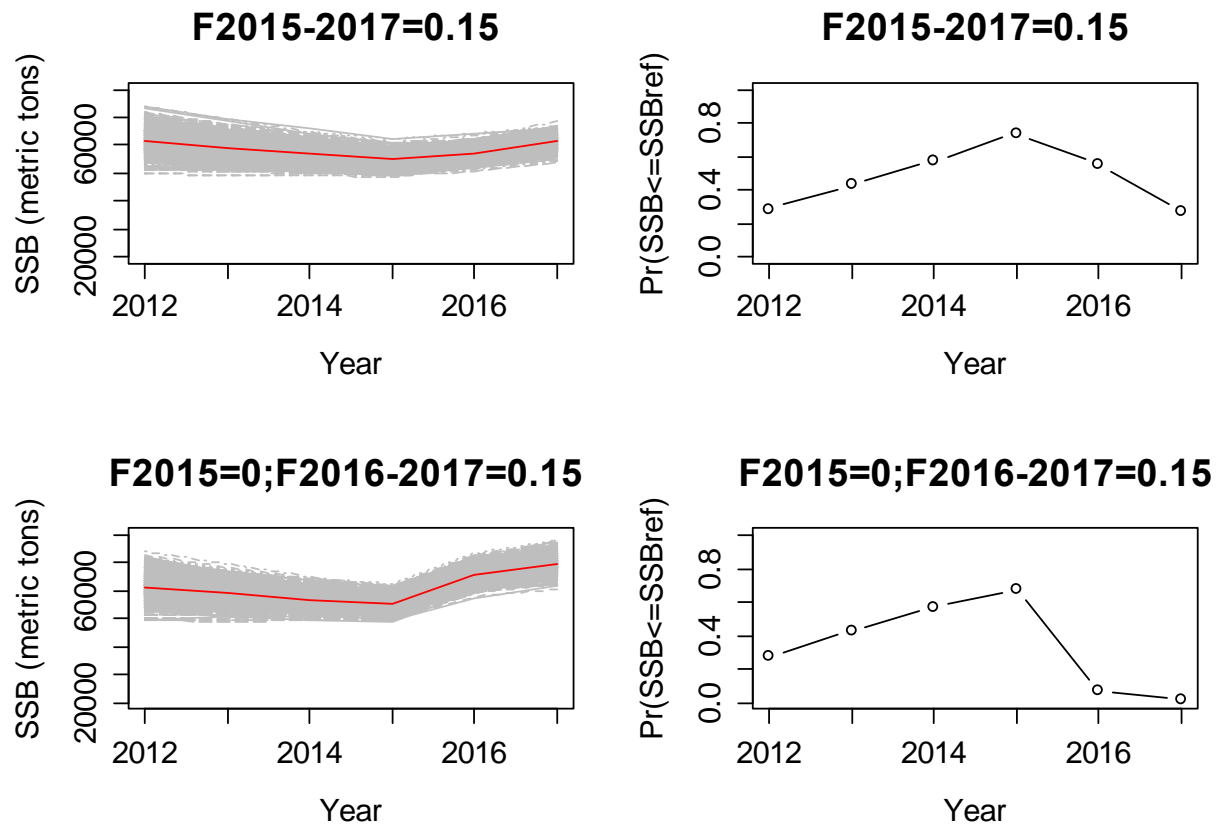 F2015-2017=0.15
SSB (metric tons)
20000
600000
2012
2014
2016
Year
F2015-2017=0.15
Pr(SSB<=SSBref)
0.0
0.4
0.8
2012
2014
2016
Year
F2015=0;F2016-2017=0.15
SSB (metric tons)
20000
600000
2012
2014
2016
Year
F2015=0;F2016-2017=0.15
Pr(SSB<=SSBref)
0.0
0.4
0.8
2012
2014
2016
Year